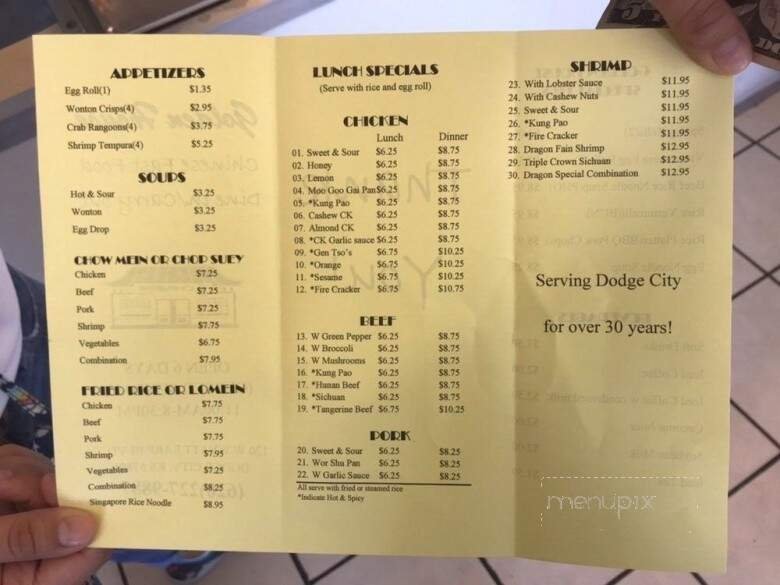 APPETIZERS
Egg Roll(1) $1.35
Wonton Crisps(4) $2.95
Crab Rangoons(4) $3.75
Shrimp Tempura(4) $5.25
SOUPS
Hot & Sour $3.25
Wonton $3.25
Egg Drop $3.25
CHOW MEIN OR CHOP SUEY
Chicken $7.25
Beef $7.25
Pork $7.25
Shrimp $7.75
Vegetables $6.75
Combination $7.95
FRIED RICE OR LOMEIN
Chicken $7.75
Beef $7.75
Pork $7.75
Shrimp $7.95
Vegetables $7.25
Combination $8.25
Singapore Rice Noodle $8.95
LUNCH SPECIALS
(Serve with rice and egg roll)
CHICKEN
Lunch Dinner
01. Sweet & Sour $6.25 $8.75
02. Honey $6.25 $8.75
03. Lemon $6.25 $8.75
04. Moo Goo Gai Pan $6.25 $8.75
05. *Kung Pao $6.25 $8.75
06. Cashew CK $6.25 $8.75
07. Almond CK $6.25 $8.75
08. *CK Garlic sauce $6.25 $8.75
09. *Gen Tso's $6.75 $10.25
10. *Orange $6.75 $10.25
11. *Sesame $6.75 $10.25
12. *Fire Cracker $6.75 $10.75
BEEF
13. W Green Pepper $6.25 $8.75
14. W Broccoli $6.25 $8.75
15. W Mushrooms $6.25 $8.75
16. *Kung Pao $6.25 $8.75
17. *Hunan Beef $6.25 $8.75
18. *Sichuan $6.25 $8.75
19. *Tangerine Beef $6.75 $10.25
PORK
20. Sweet & Sour $6.25 $8.25
21. Wor Shu Pan $6.25 $8.25
22. W Garlic Sauce $6.25 $8.25
All serve with fried or steamed rice
*Indicate Hot & Spicy
SHRIMP
23. With Lobster Sauce $11.95
24. With Cashew Nuts $11.95
25. Sweet & Sour $11.95
26. *Kung Pao $11.95
27. *Fire Cracker $11.95
28. Dragon Fain Shrimp $12.95
29. Triple Crown Sichuan $12.95
30. Dragon Special Combination $12.95
Serving Dodge City
for over 30 years!
menupix